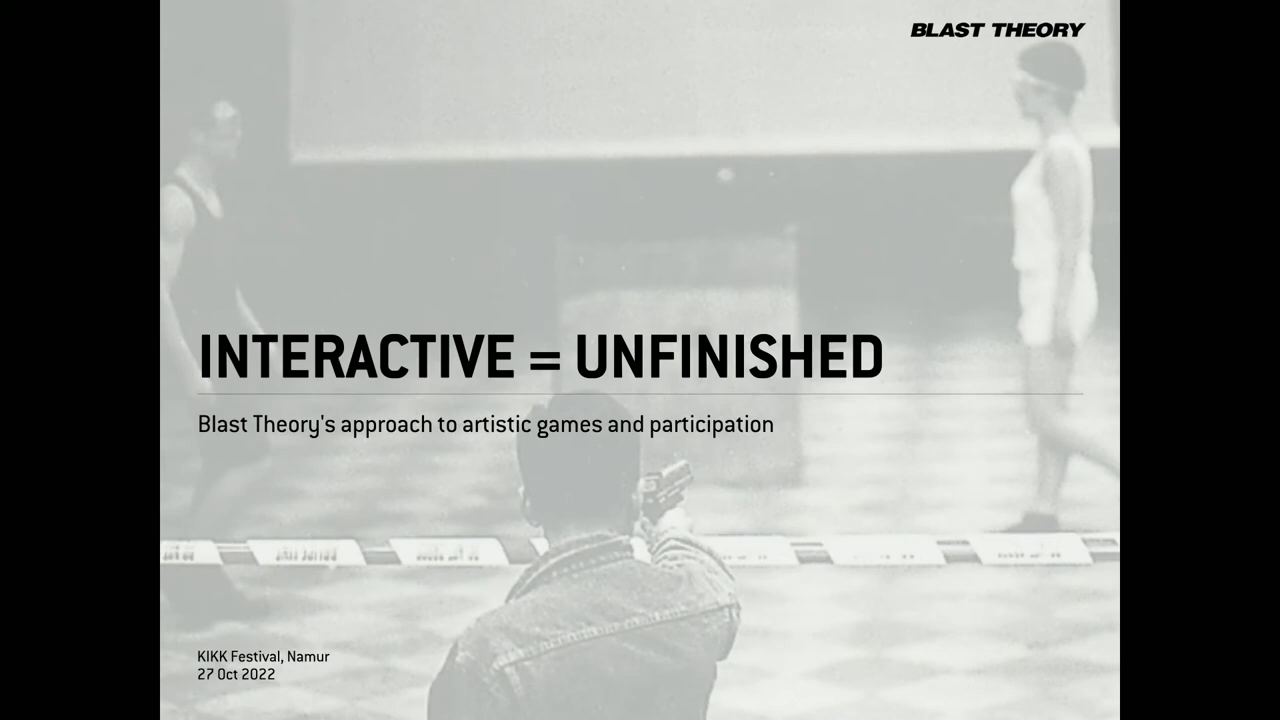 BLAST THEORY
INTERACTIVE = UNFINISHED
Blast Theory's approach to artistic games and participation
KIKK Festival, Namur
27 Oct 2022